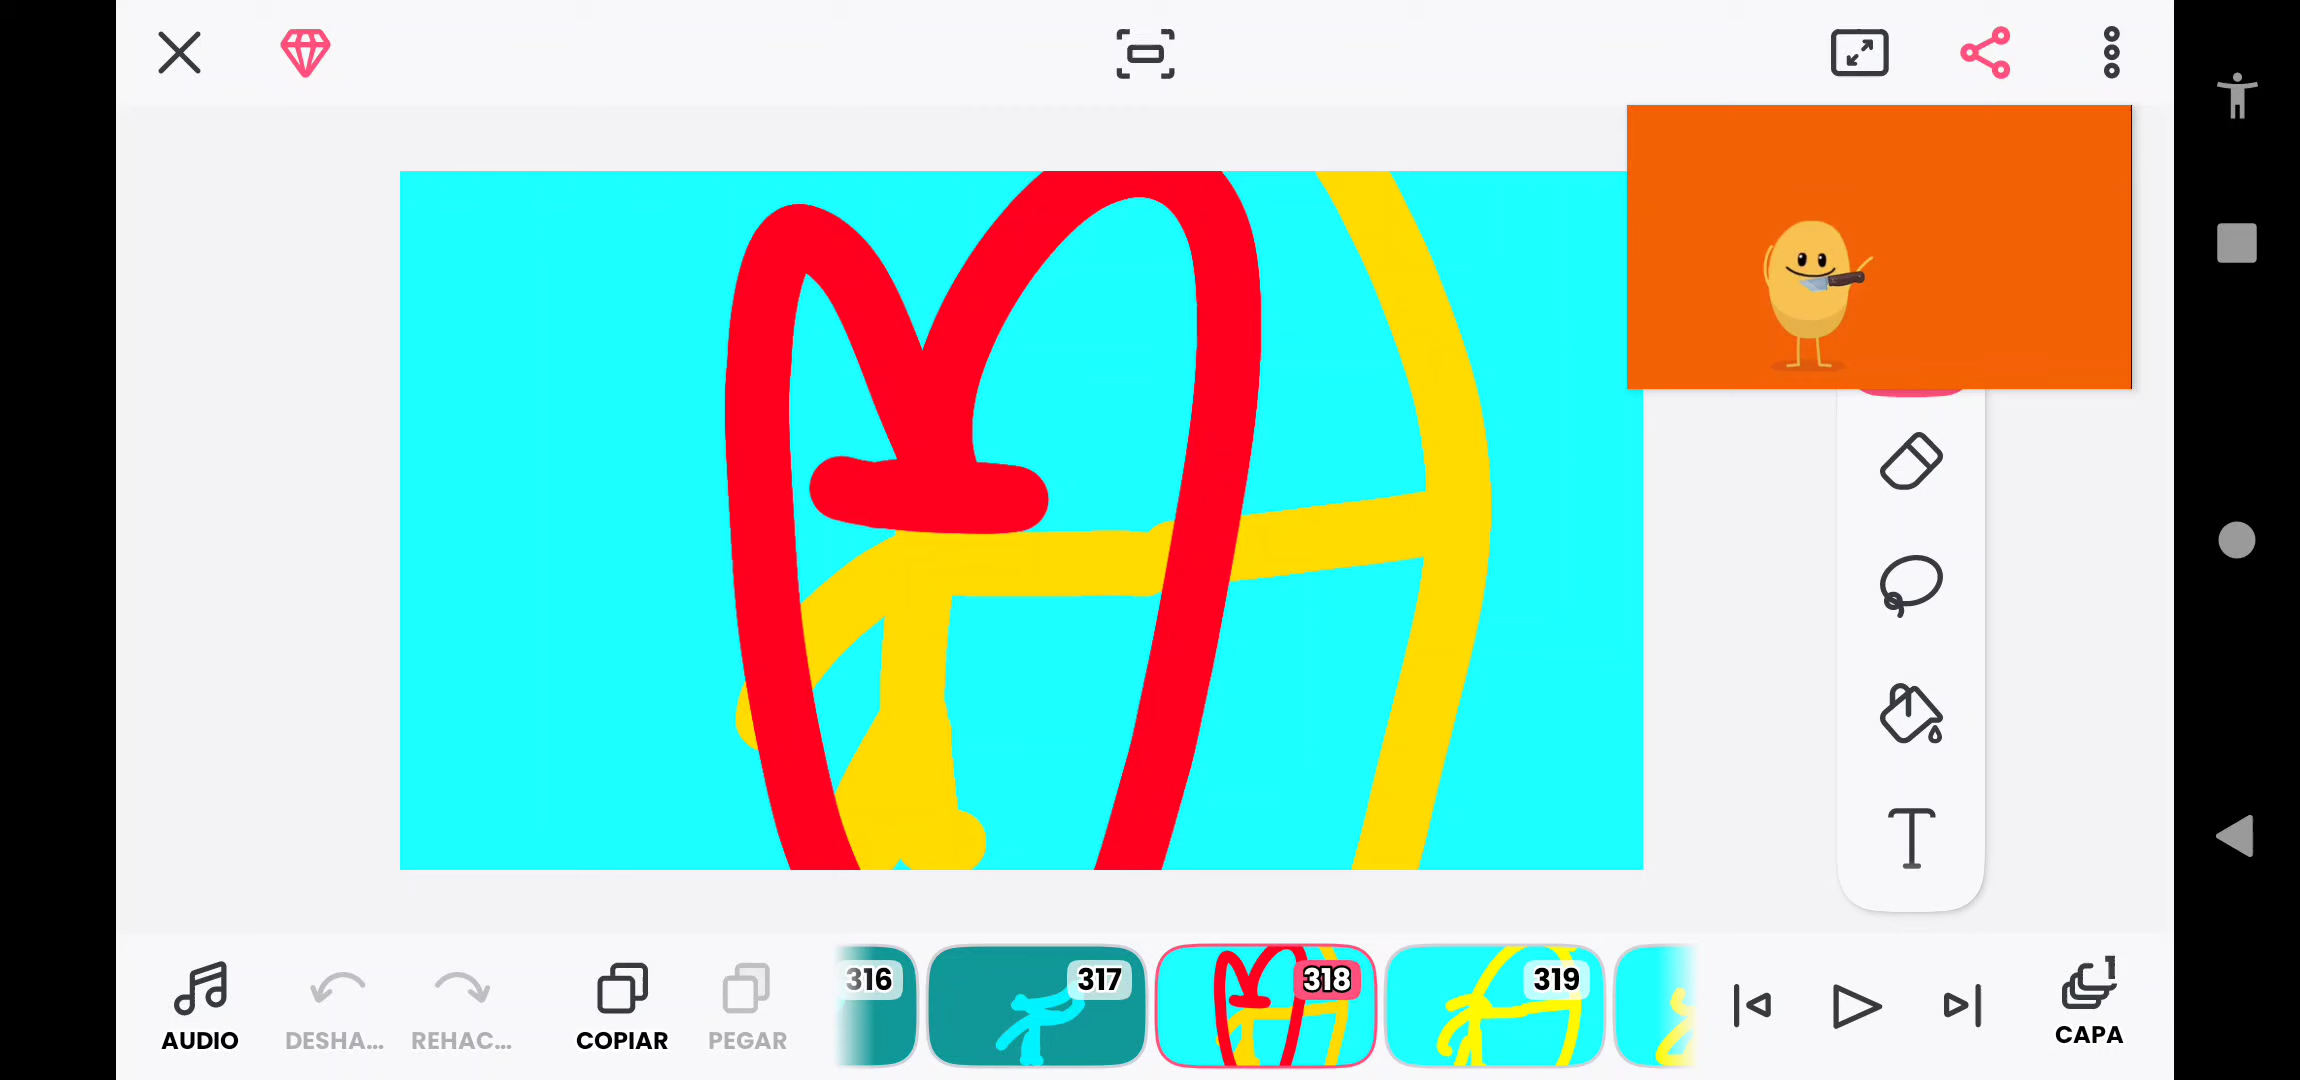 316
317
318
319
AUDIO
DESHA...
REHAC...
COPIAR
PEGAR
1
CAPA